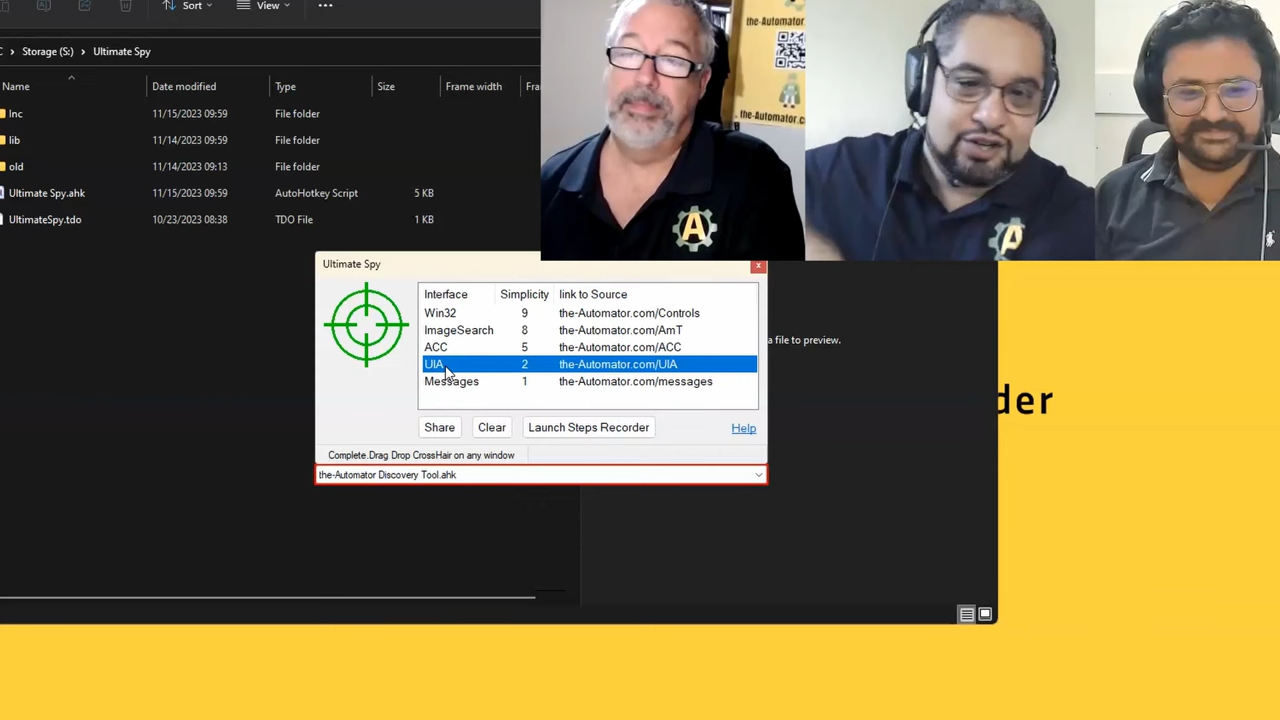 Sort
View
Storage (S:)
Ultimate Spy
Name
Date modified
Type
Size
Frame width
Inc
11/15/2023 09:59
File folder
lib
11/14/2023 09:59
File folder
old
11/14/2023 09:13
File folder
Ultimate Spy.ahk
11/15/2023 09:59
AutoHotkey Script
5 KB
UltimateSpy.tdo
10/23/2023 08:38
TDO File
1 KB
the-Automator
the-Automator.c
A
Ultimate Spy
Interface Simplicity link to Source
Win32 9 the-Automator.com/Controls
ImageSearch 8 the-Automator.com/AmT
ACC 5 the-Automator.com/ACC
UIA 2 the-Automator.com/UIA
Messages 1 the-Automator.com/messages
Share
Clear
Launch Steps Recorder
Help
Complete.Drag Drop CrossHair on any window
the-Automator Discovery Tool.ahk
a file to preview.
der